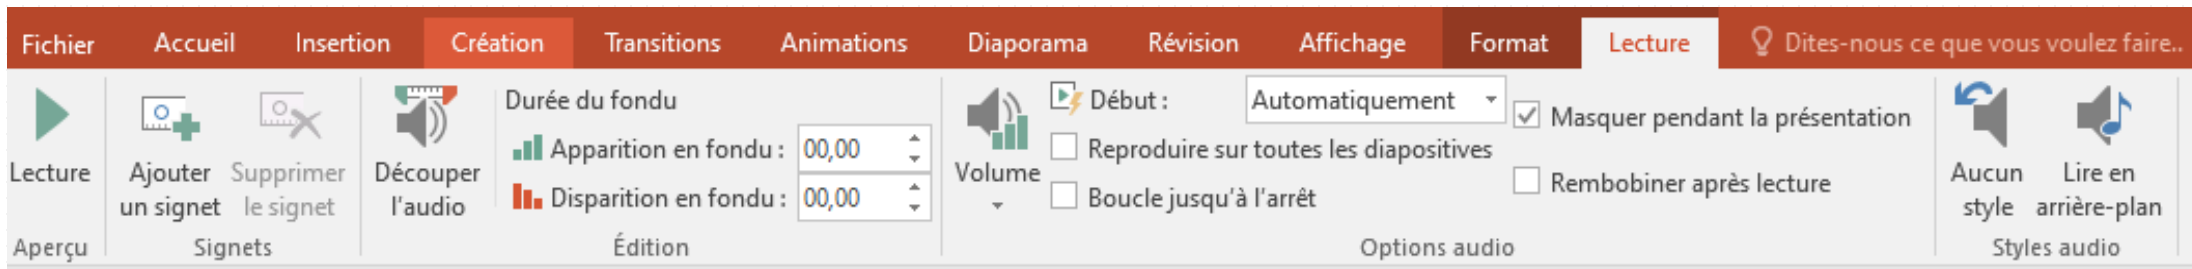 Fichier Accueil Insertion Création Transitions Animations Diaporama Révision Affichage Format Lecture Dites-nous ce que vous voulez faire..
Lecture
Aperçu
Ajouter
un signet
Supprimer
le signet
Signets
Découper
l'audio
Durée du fondu
Apparition en fondu : 00,00
Disparition en fondu : 00,00
Édition
Volume
Début : Automatiquement
Reproduire sur toutes les diapositives
Boucle jusqu'à l'arrêt
Masquer pendant la présentation
Rembobiner après lecture
Options audio
Aucun
style
Lire en
arrière-plan
Styles audio